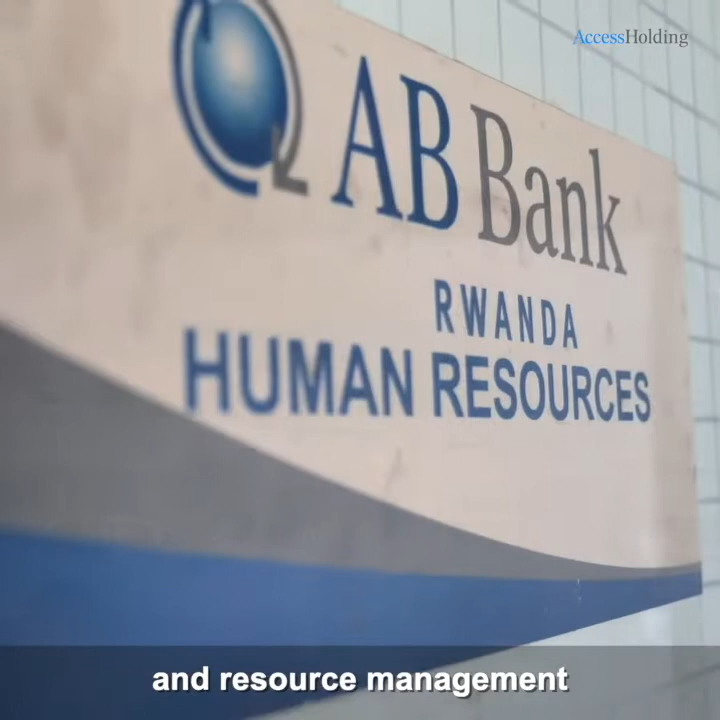 AccessHolding
AB Bank
RWANDA
HUMAN RESOURCES
and resource management